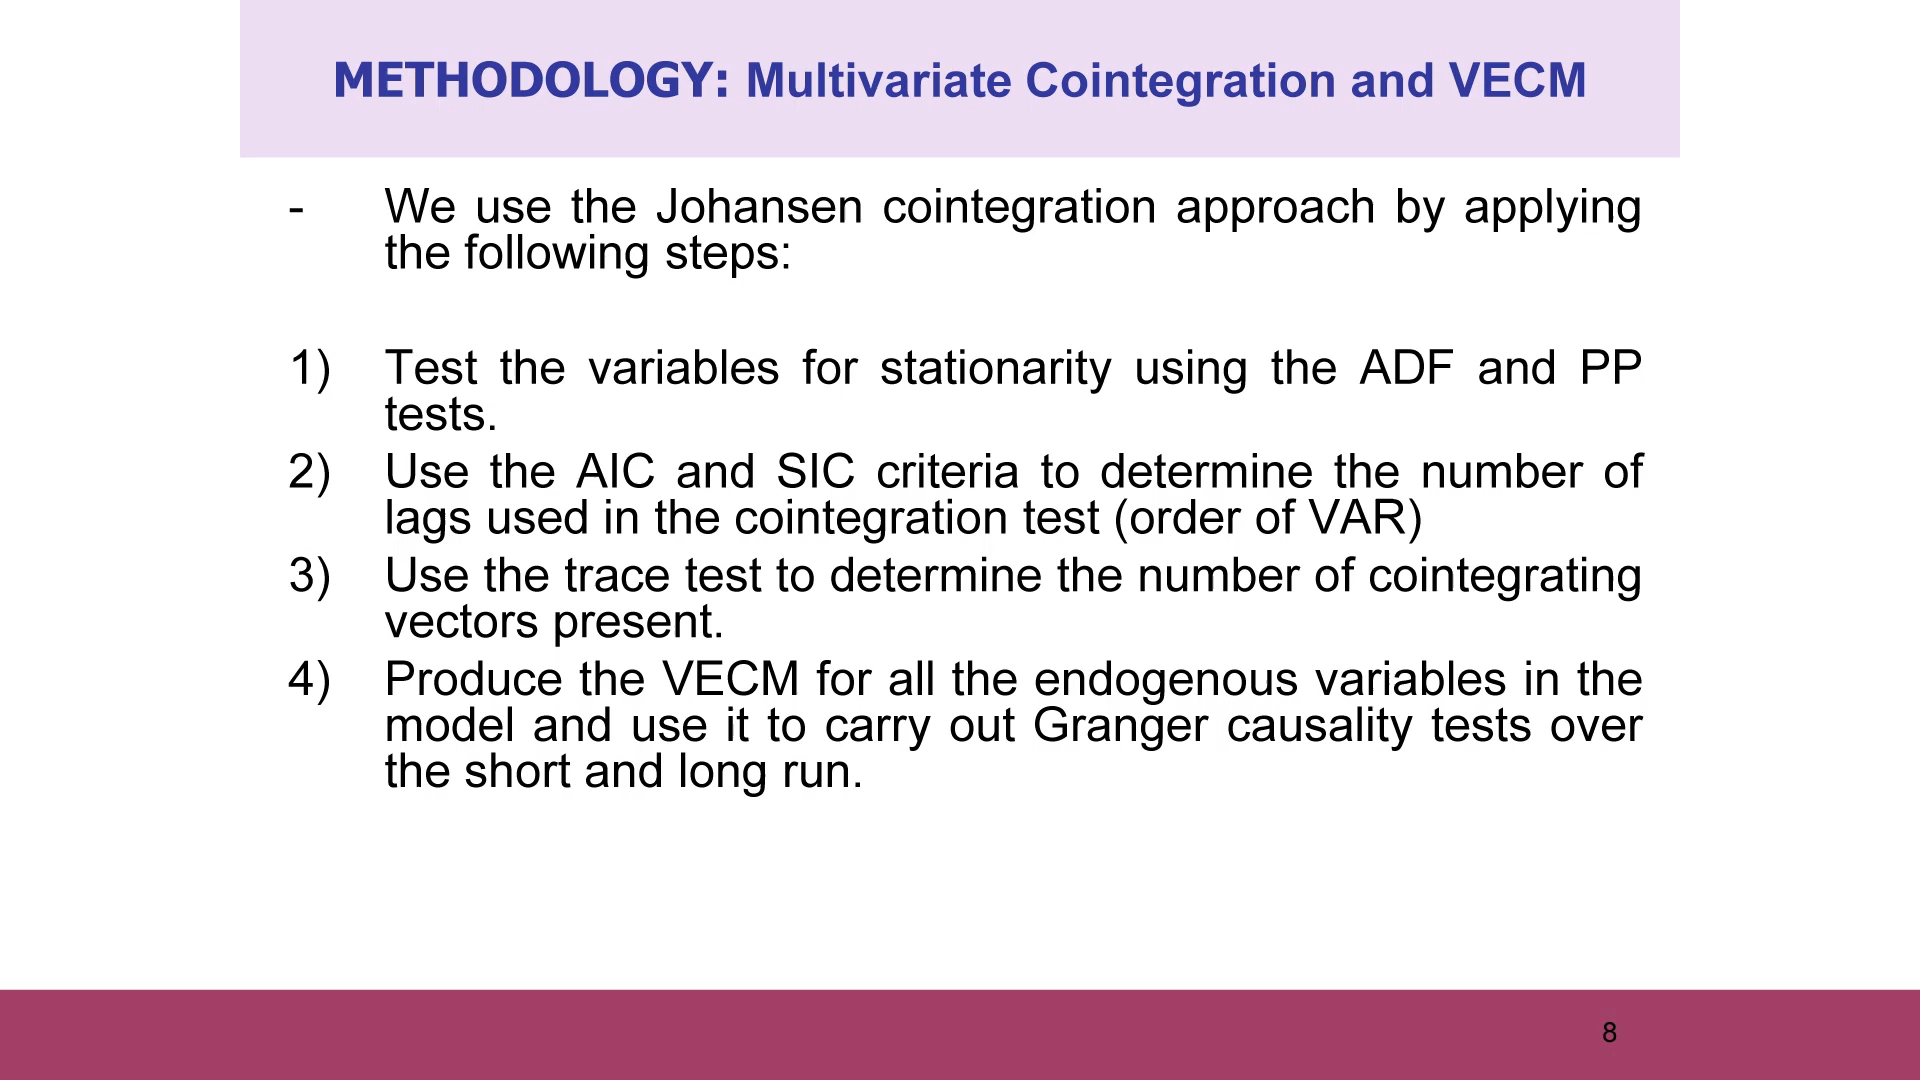 METHODOLOGY: Multivariate Cointegration and VECM
- We use the Johansen cointegration approach by applying
the following steps:
1) Test the variables for stationarity using the ADF and PP
tests.
2) Use the AIC and SIC criteria to determine the number of
lags used in the cointegration test (order of VAR)
3) Use the trace test to determine the number of cointegrating
vectors present.
4) Produce the VECM for all the endogenous variables in the
model and use it to carry out Granger causality tests over
the short and long run.
8